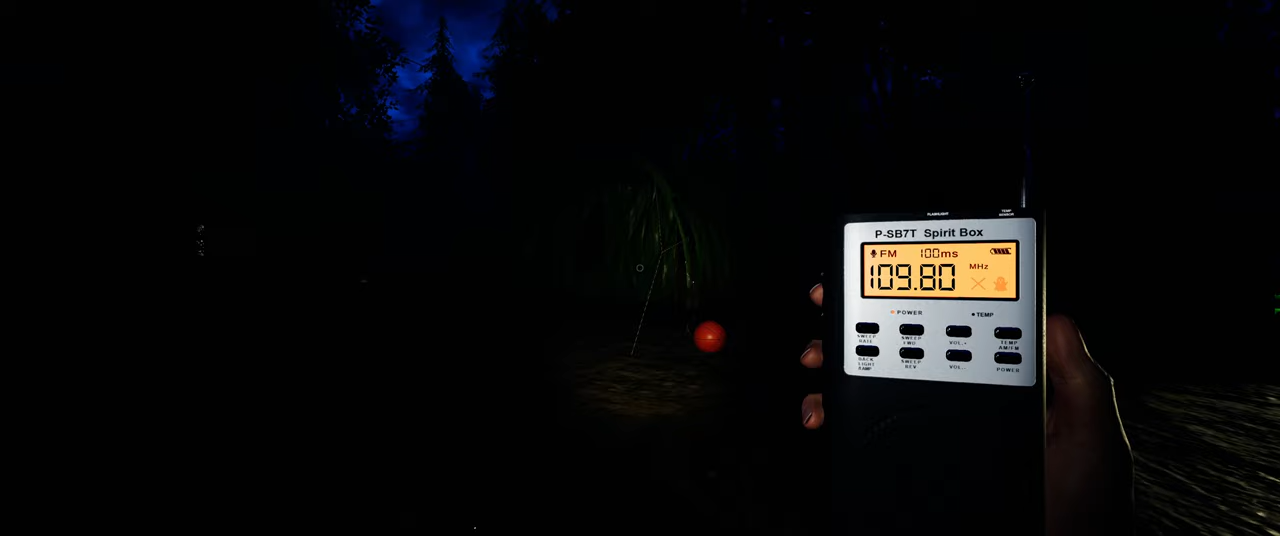 FLASHLIGHT
TEMP SENSOR
P-SB7T Spirit Box
FM 100ms
109.80 MHz
POWER
TEMP
SWEEP RATE
SWEEP FWD
VOL.+
TEMP AM/FM
BACK LIGHT
SWEEP REV
VOL.-
POWER